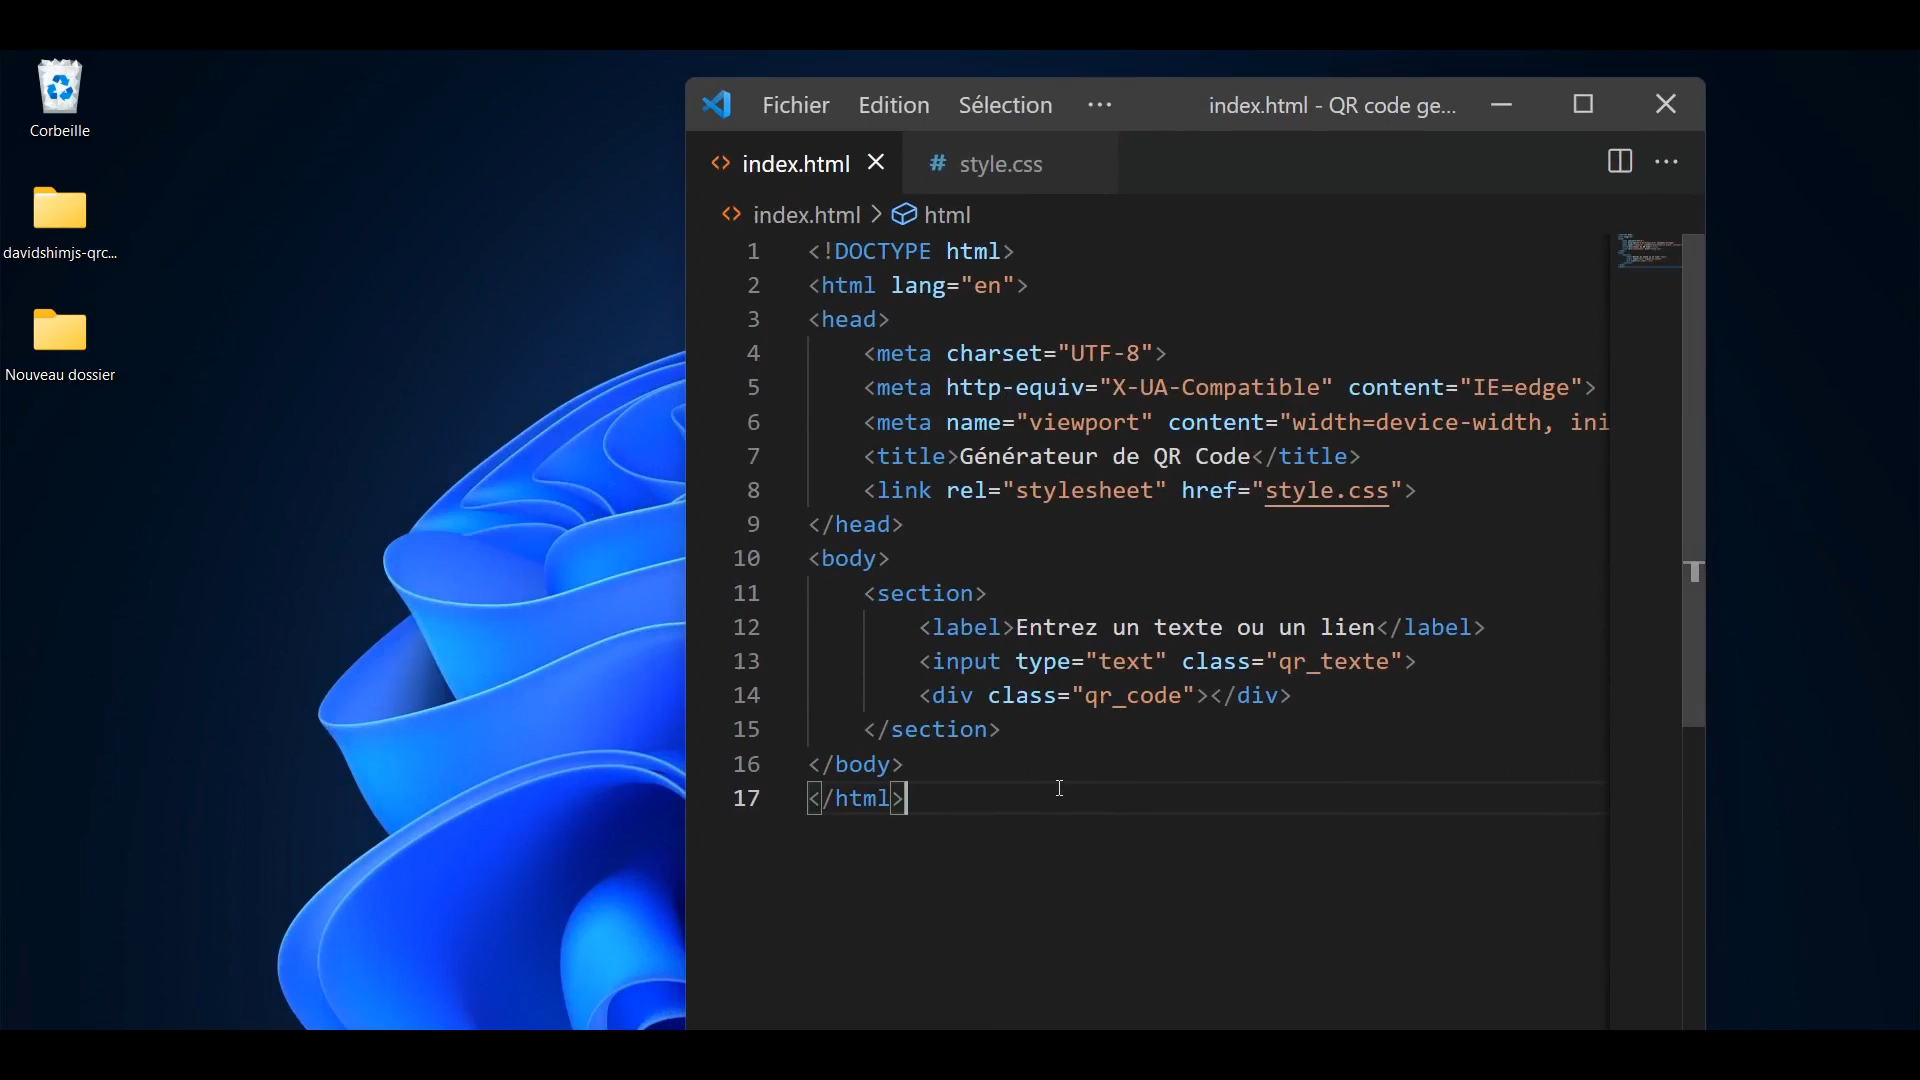 Corbeille
davidshimjs-qrc...
Nouveau dossier
Fichier Edition Sélection ··· index.html - QR code ge...
index.html # style.css
index.html > html
1 <!DOCTYPE html>
2 <html lang="en">
3 <head>
4 <meta charset="UTF-8">
5 <meta http-equiv="X-UA-Compatible" content="IE=edge">
6 <meta name="viewport" content="width=device-width, ini
7 <title>Générateur de QR Code</title>
8 <link rel="stylesheet" href="style.css">
9 </head>
10 <body>
11 <section>
12 <label>Entrez un texte ou un lien</label>
13 <input type="text" class="qr_texte">
14 <div class="qr_code"></div>
15 </section>
16 </body>
17 </html>